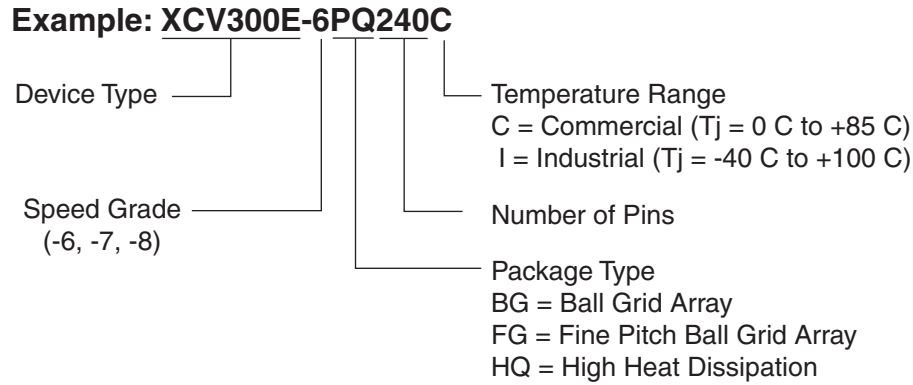 Example: XCV300E-6PQ240C
Device Type
Temperature Range
C = Commercial (Tj = 0 C to +85 C)
I = Industrial (Tj = -40 C to +100 C)
Speed Grade
(-6, -7, -8)
Number of Pins
Package Type
BG = Ball Grid Array
FG = Fine Pitch Ball Grid Array
HQ = High Heat Dissipation